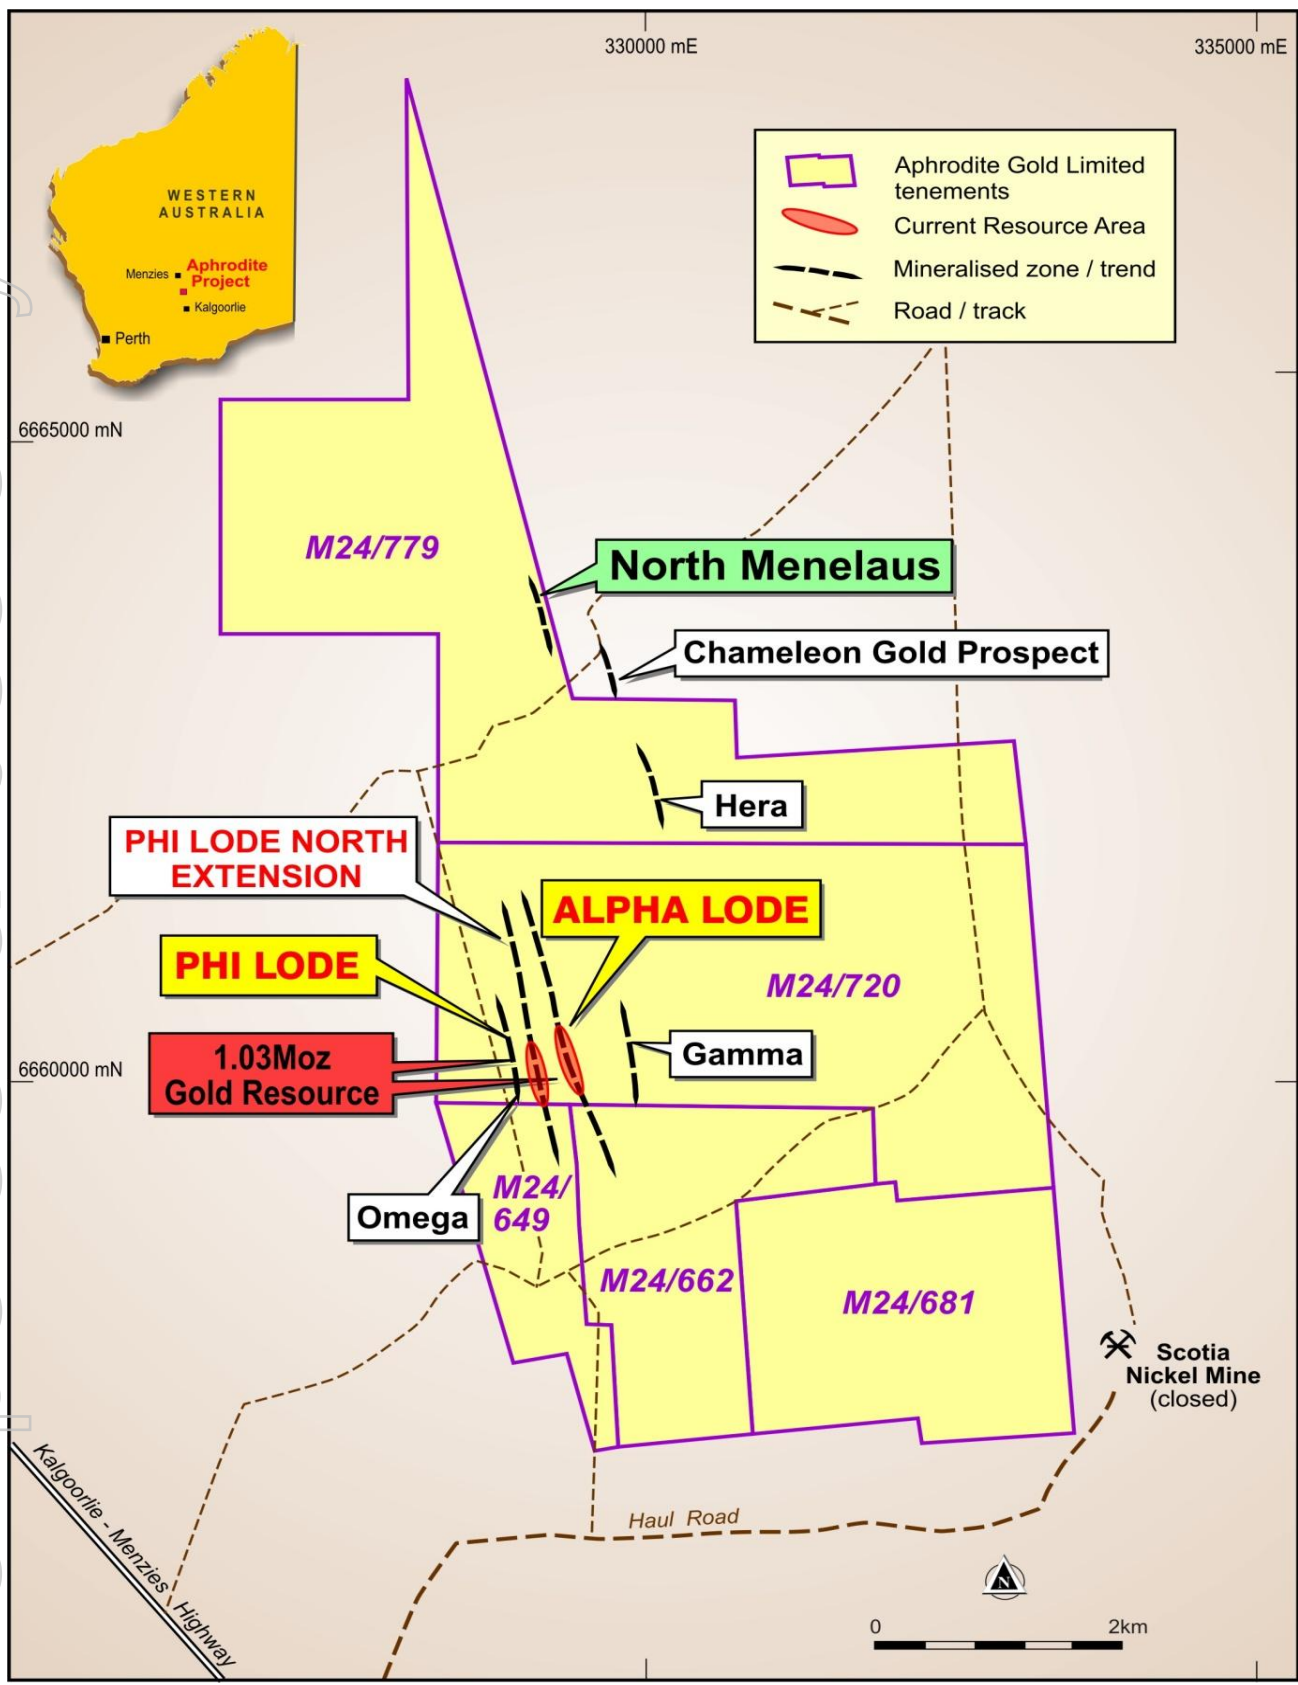 330000 mE
335000 mE
WESTERN
AUSTRALIA
Menzies
Aphrodite
Project
Kalgoorlie
Perth
Aphrodite Gold Limited
tenements
Current Resource Area
Mineralised zone / trend
Road / track
6665000 mN
M24/779
North Menelaus
Chameleon Gold Prospect
Hera
PHI LODE NORTH
EXTENSION
ALPHA LODE
PHI LODE
M24/720
1.03Moz
Gold Resource
Gamma
6660000 mN
Omega
M24/
649
M24/662
M24/681
Scotia
Nickel Mine
(closed)
Kalgoorlie - Menzies Highway
Haul Road
N
0
2km